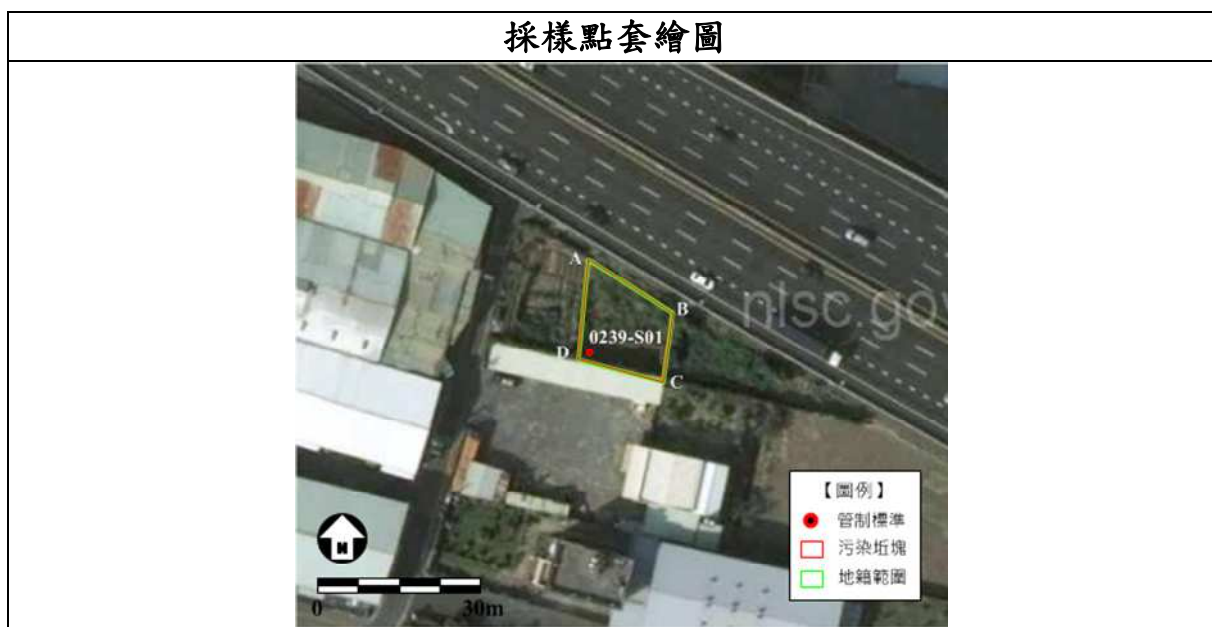 採樣點套繪圖
A
B
nlsc.gov
0239-S01
D
C
【圖例】
管制標準
污染坵塊
地籍範圍
N
0 30m